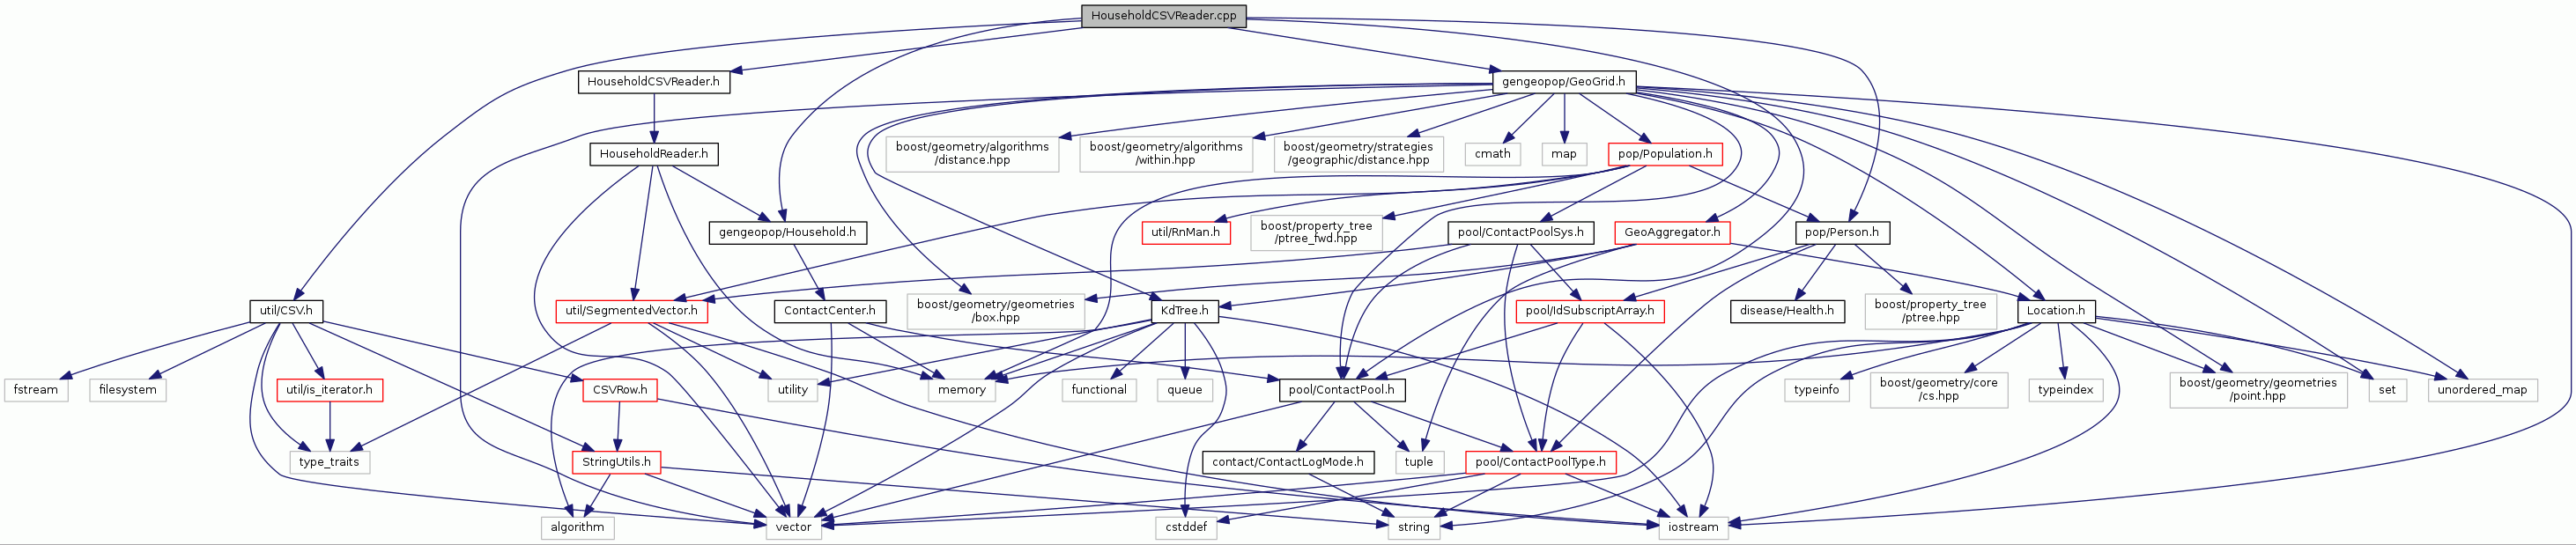 HouseholdCSVReader.cpp
HouseholdCSVReader.h
gengeopop/GeoGrid.h
HouseholdReader.h
boost/geometry/algorithms
/distance.hpp
boost/geometry/algorithms
/within.hpp
boost/geometry/strategies
/geographic/distance.hpp
cmath
map
pop/Population.h
gengeopop/Household.h
util/RnMan.h
boost/property_tree
/ptree_fwd.hpp
pool/ContactPoolSys.h
GeoAggregator.h
pop/Person.h
util/CSV.h
util/SegmentedVector.h
ContactCenter.h
boost/geometry/geometries
/box.hpp
KdTree.h
pool/IdSubscriptArray.h
disease/Health.h
boost/property_tree
/ptree.hpp
Location.h
fstream
filesystem
util/is_iterator.h
CSVRow.h
utility
memory
functional
queue
pool/ContactPool.h
typeinfo
boost/geometry/core
/cs.hpp
typeindex
boost/geometry/geometries
/point.hpp
set
unordered_map
type_traits
StringUtils.h
contact/ContactLogMode.h
tuple
pool/ContactPoolType.h
algorithm
vector
cstddef
string
iostream